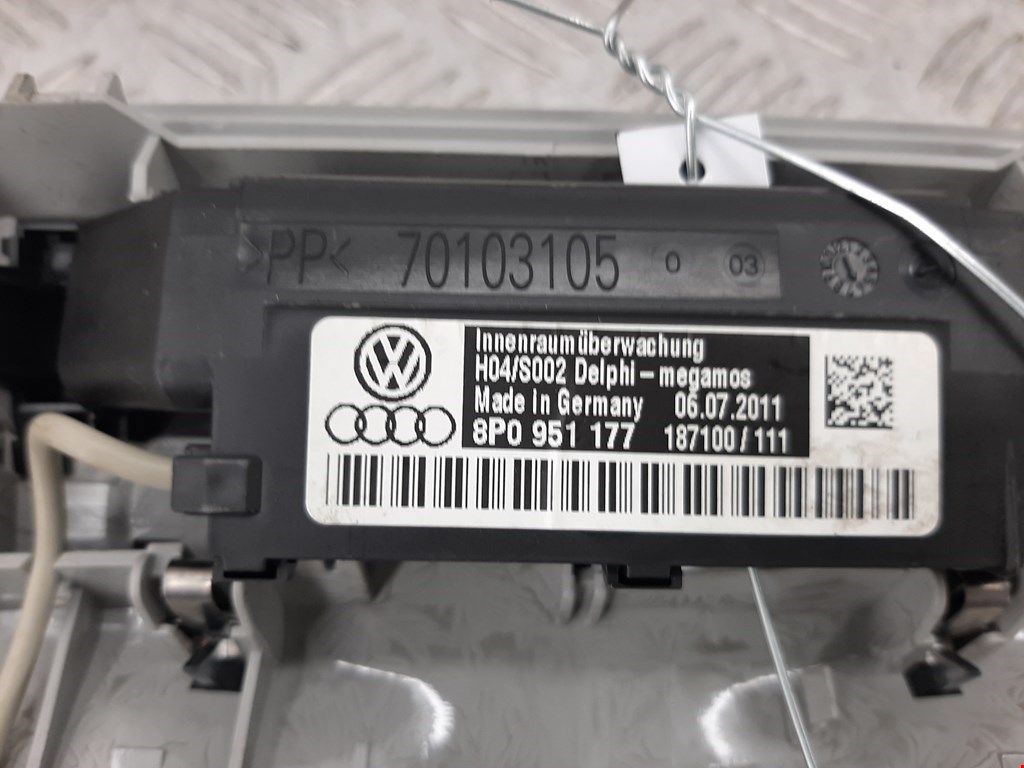 >PP< 70103105 0 03
VW
Innenraumüberwachung
H04/S002 Delphi – megamos
Made in Germany 06.07.2011
8P0 951 177 187100/111